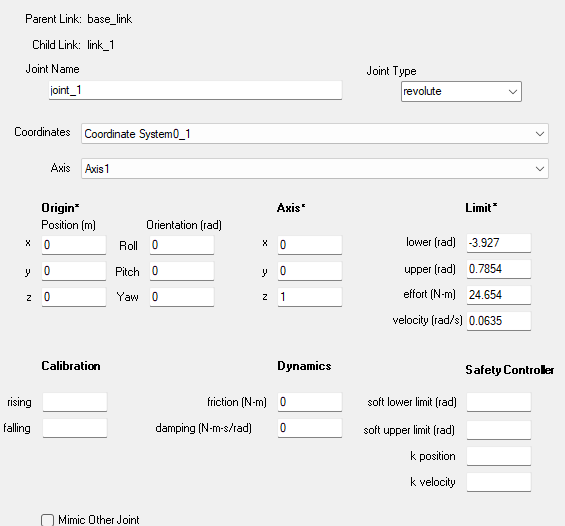 Parent Link: base_link
Child Link: link_1
Joint Name
Joint Type
joint_1
revolute
Coordinates Coordinate System0_1
Axis Axis1
Origin* Axis* Limit*
Position (m) Orientation (rad)
x 0 Roll 0 x 0 lower (rad) -3.927
y 0 Pitch 0 y 0 upper (rad) 0.7854
z 0 Yaw 0 z 1 effort (N-m) 24.654
velocity (rad/s) 0.0635
Calibration Dynamics Safety Controller
rising friction (N-m) 0 soft lower limit (rad)
falling damping (N-m-s/rad) 0 soft upper limit (rad)
k position
k velocity
Mimic Other Joint